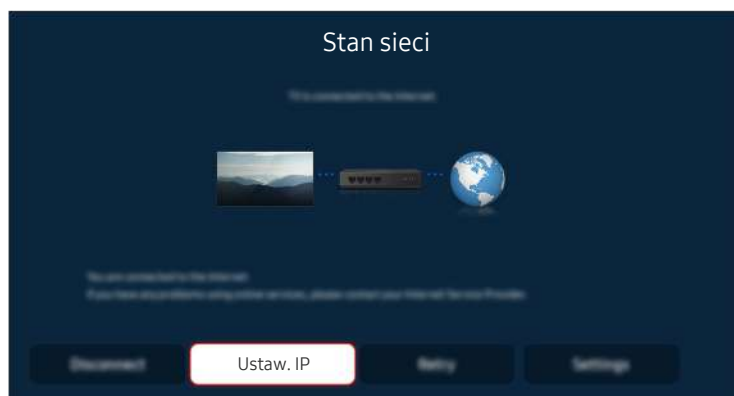 Stan sieci
TV is connected to the Internet
You are connected to the Internet
If you have any problems using online services, please contact your Internet Service Provider.
Disconnect
Ustaw. IP
Retry
Settings